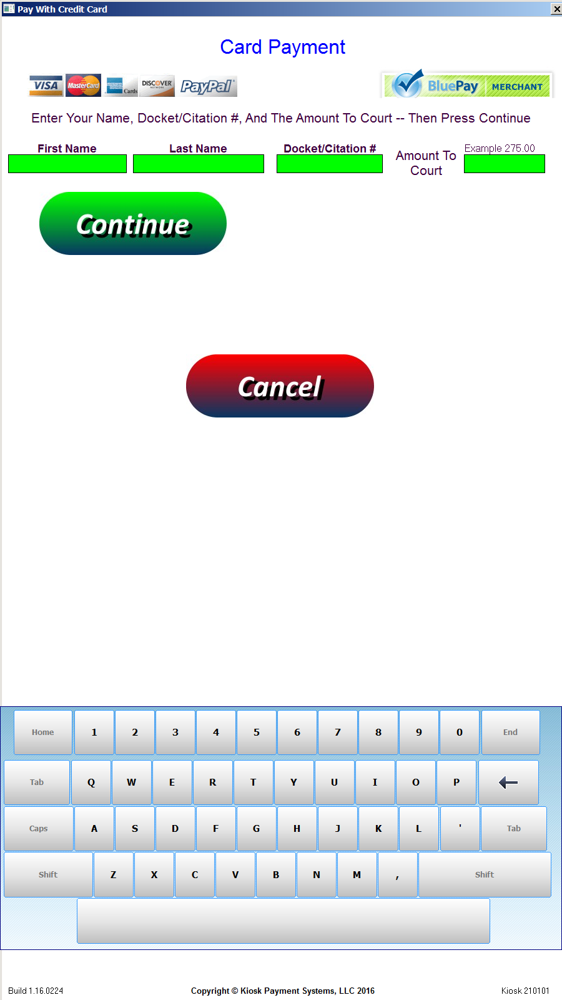 Pay With Credit Card
Card Payment
VISA MasterCard AMERICAN EXPRESS Cards DISCOVER NETWORK PayPal
BluePay MERCHANT
Enter Your Name, Docket/Citation #, And The Amount To Court -- Then Press Continue
First Name Last Name Docket/Citation # Amount To Court Example 275.00
Continue
Cancel
Home 1 2 3 4 5 6 7 8 9 0 End
Tab Q W E R T Y U I O P
Caps A S D F G H J K L ' Tab
Shift Z X C V B N M , Shift
Build 1.16.0224 Copyright © Kiosk Payment Systems, LLC 2016 Kiosk 210101